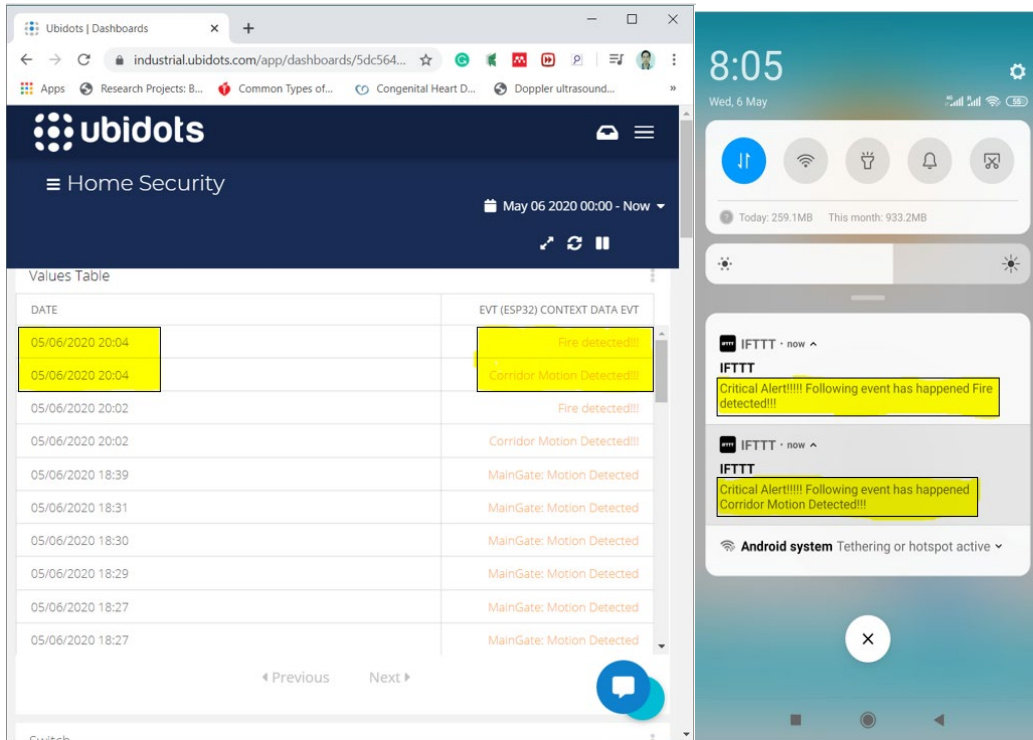 Ubidots | Dashboards
industrial.ubidots.com/app/dashboards/5dc564...
Apps
Research Projects: B...
Common Types of...
Congenital Heart D...
Doppler ultrasound...
»
ubidots
Home Security
May 06 2020 00:00 - Now
Values Table
DATE
EVT (ESP32) CONTEXT DATA EVT
05/06/2020 20:04
Fire detected!!!
05/06/2020 20:04
Corridor Motion Detected!!!
05/06/2020 20:02
Fire detected!!!
05/06/2020 20:02
Corridor Motion Detected!!!
05/06/2020 18:39
MainGate: Motion Detected
05/06/2020 18:31
MainGate: Motion Detected
05/06/2020 18:30
MainGate: Motion Detected
05/06/2020 18:29
MainGate: Motion Detected
05/06/2020 18:27
MainGate: Motion Detected
05/06/2020 18:27
MainGate: Motion Detected
Previous
Next
Switch
8:05
Wed, 6 May
55
Today: 259.1MB
This month: 933.2MB
IFTTT · now
IFTTT
Critical Alert!!!!! Following event has happened Fire
detected!!!
IFTTT · now
IFTTT
Critical Alert!!!!! Following event has happened
Corridor Motion Detected!!!
Android system Tethering or hotspot active